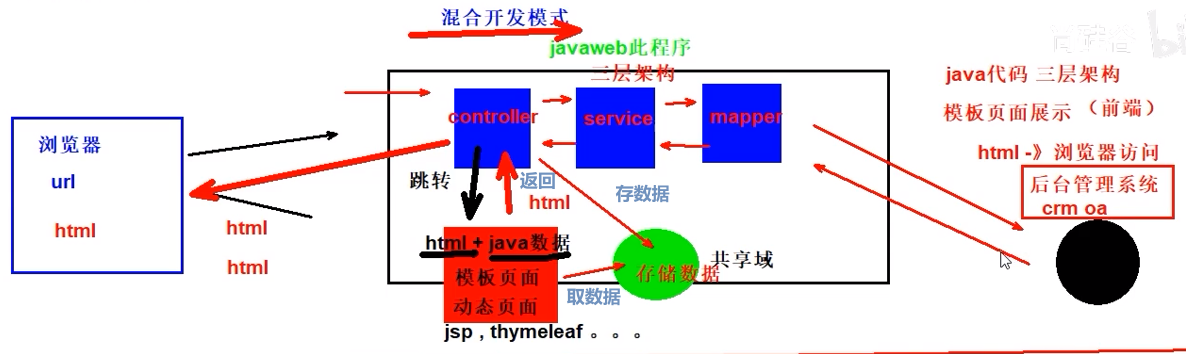 混合开发模式
javaweb此程序
三层架构
浏览器
url
html
html
html
controller
service
mapper
跳转
返回
html
存数据
html + java数据
模板页面
动态页面
jsp , thymeleaf 。。。
取数据
存储数据
共享域
java代码 三层架构
模板页面展示 （前端）
html -》浏览器访问
后台管理系统
crm oa